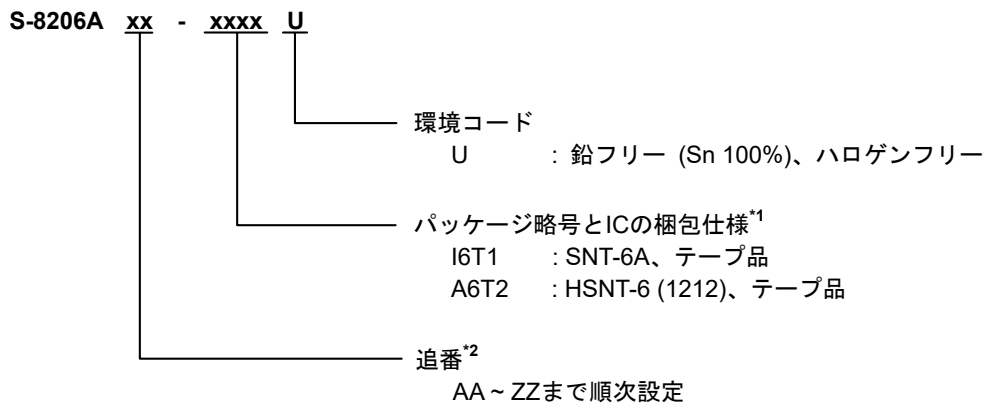 S-8206A xx - xxxx U
環境コード
U : 鉛フリー (Sn 100%)、ハロゲンフリー
パッケージ略号とICの梱包仕様*1
I6T1 : SNT-6A、テープ品
A6T2 : HSNT-6 (1212)、テープ品
追番*2
AA ~ ZZまで順次設定